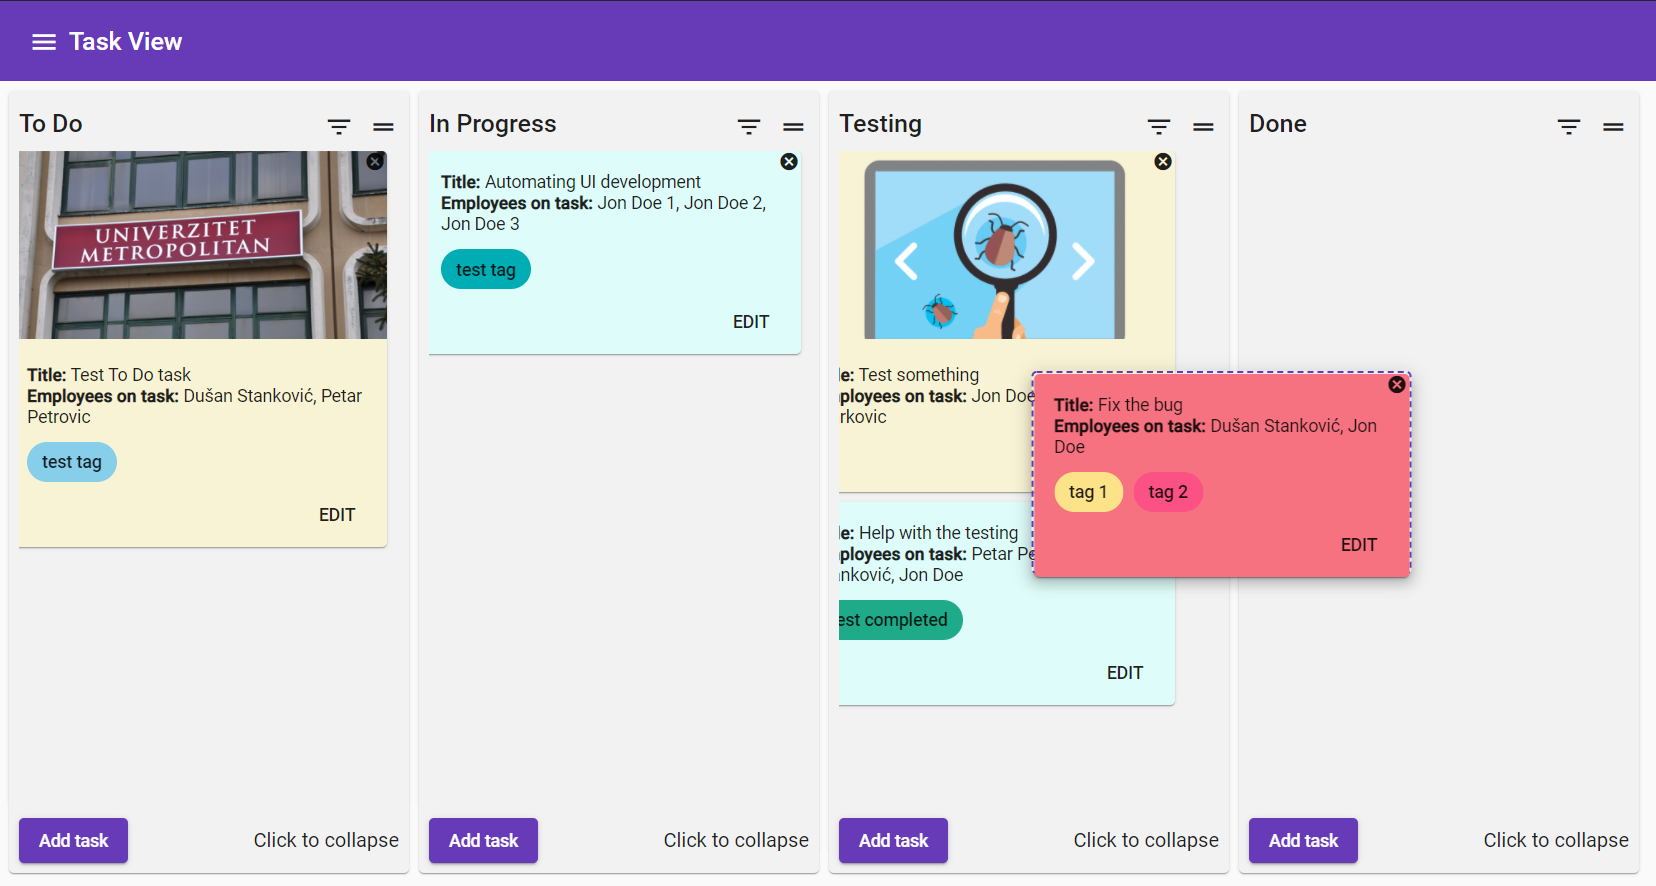 Task View
To Do
UNIVERZITET
METROPOLITAN
Title: Test To Do task
Employees on task: Dušan Stanković, Petar
Petrovic
test tag
EDIT
Add task
Click to collapse
In Progress
Title: Automating UI development
Employees on task: Jon Doe 1, Jon Doe 2,
Jon Doe 3
test tag
EDIT
Add task
Click to collapse
Testing
le: Test something
ployees on task: Jon Doe
rkovic
le: Help with the testing
ployees on task: Petar Pe
nković, Jon Doe
est completed
EDIT
Add task
Click to collapse
Title: Fix the bug
Employees on task: Dušan Stanković, Jon
Doe
tag 1
tag 2
EDIT
Done
Add task
Click to collapse